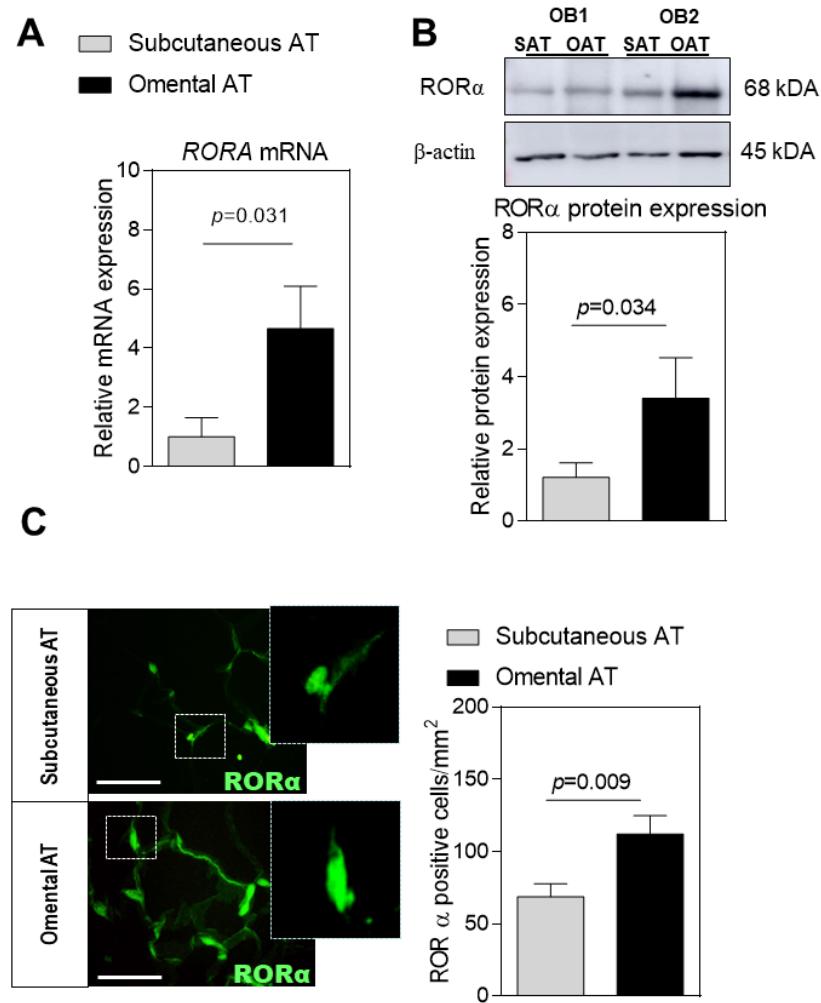 A
Subcutaneous AT
Omental AT
RORA mRNA
Relative mRNA expression
10
8
6
4
2
0
p=0.031
B
OB1 OB2
SAT OAT SAT OAT
RORα 68 kDA
β-actin 45 kDA
RORα protein expression
Relative protein expression
8
6
4
2
0
p=0.034
C
Subcutaneous AT
RORα
Omental AT
RORα
Subcutaneous AT
Omental AT
ROR α positive cells/mm²
200
150
100
50
0
p=0.009